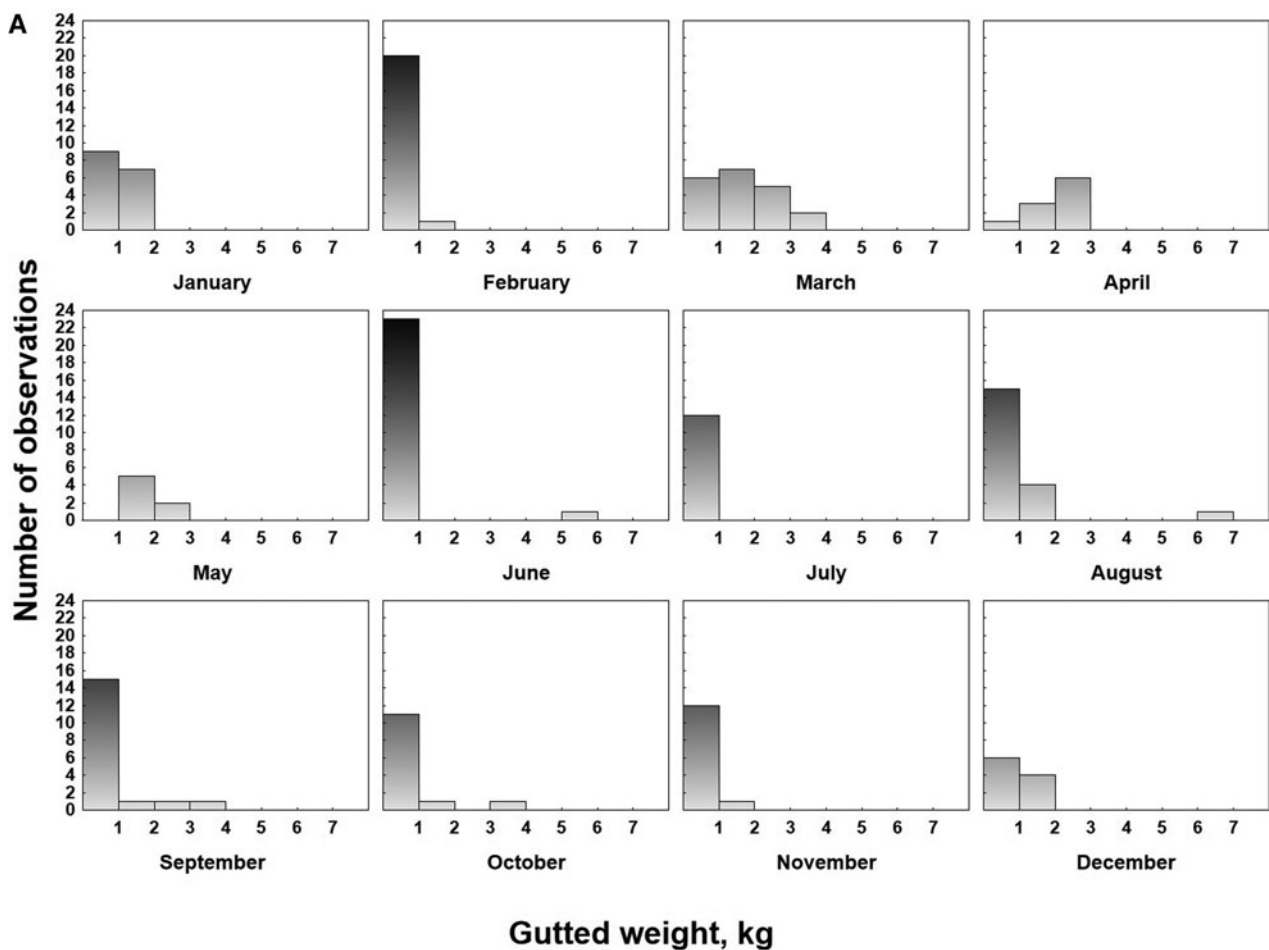 A
24
22
20
18
16
14
12
10
8
6
4
2
0
1 2 3 4 5 6 7
1 2 3 4 5 6 7
1 2 3 4 5 6 7
1 2 3 4 5 6 7
January February March April
Number of observations
24
22
20
18
16
14
12
10
8
6
4
2
0
1 2 3 4 5 6 7
1 2 3 4 5 6 7
1 2 3 4 5 6 7
1 2 3 4 5 6 7
May June July August
24
22
20
18
16
14
12
10
8
6
4
2
0
1 2 3 4 5 6 7
1 2 3 4 5 6 7
1 2 3 4 5 6 7
1 2 3 4 5 6 7
September October November December
Gutted weight, kg